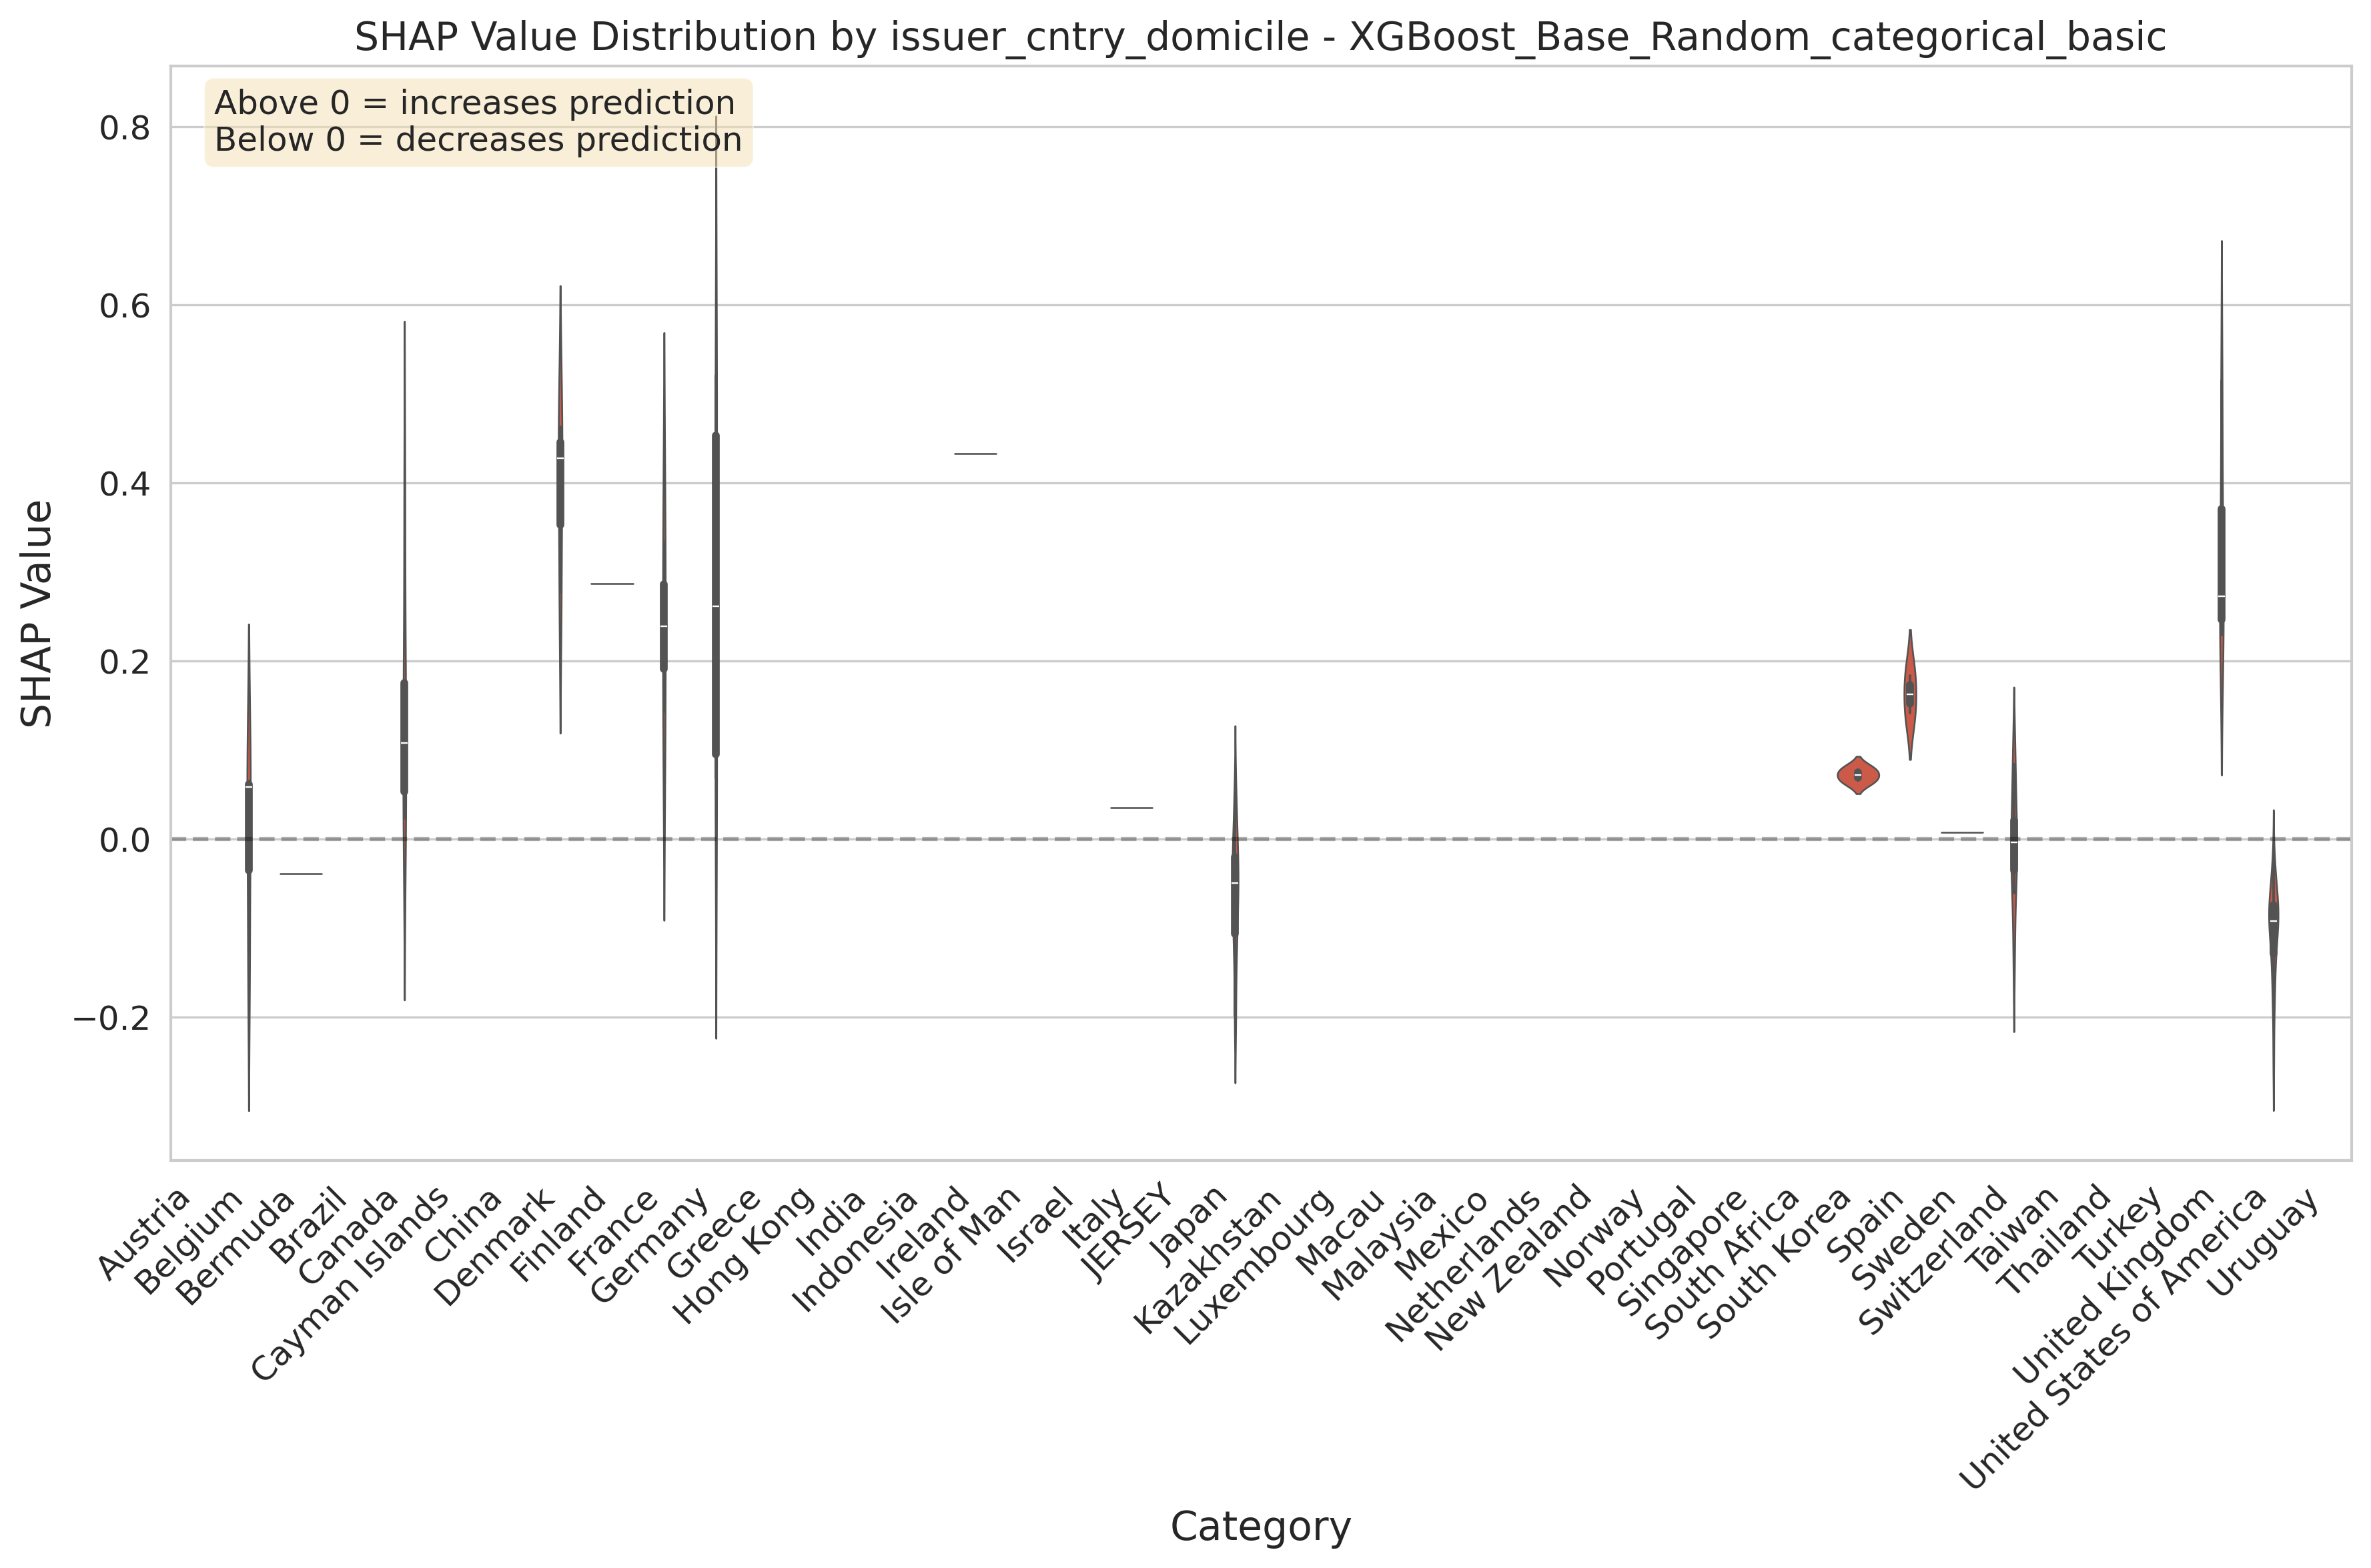 SHAP Value Distribution by issuer_cntry_domicile - XGBoost_Base_Random_categorical_basic
Above 0 = increases prediction
Below 0 = decreases prediction
SHAP Value
0.8
0.6
0.4
0.2
0.0
−0.2
Austria
Belgium
Bermuda
Brazil
Canada
Cayman Islands
China
Denmark
Finland
France
Germany
Greece
Hong Kong
India
Indonesia
Ireland
Isle of Man
Israel
Italy
JERSEY
Japan
Kazakhstan
Luxembourg
Macau
Malaysia
Mexico
Netherlands
New Zealand
Norway
Portugal
Singapore
South Africa
South Korea
Spain
Sweden
Switzerland
Taiwan
Thailand
Turkey
United Kingdom
United States of America
Uruguay
Category